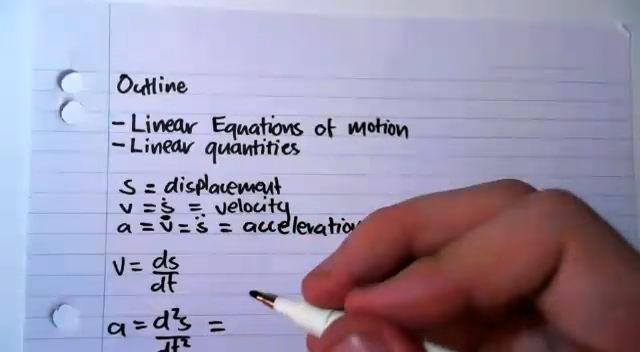 Outline
- Linear Equations of motion
- Linear quantities
s = displacement
v = ṡ = velocity
a = v̇ = s̈ = acceleration
v = ds/dt
a = d²s/dt² =